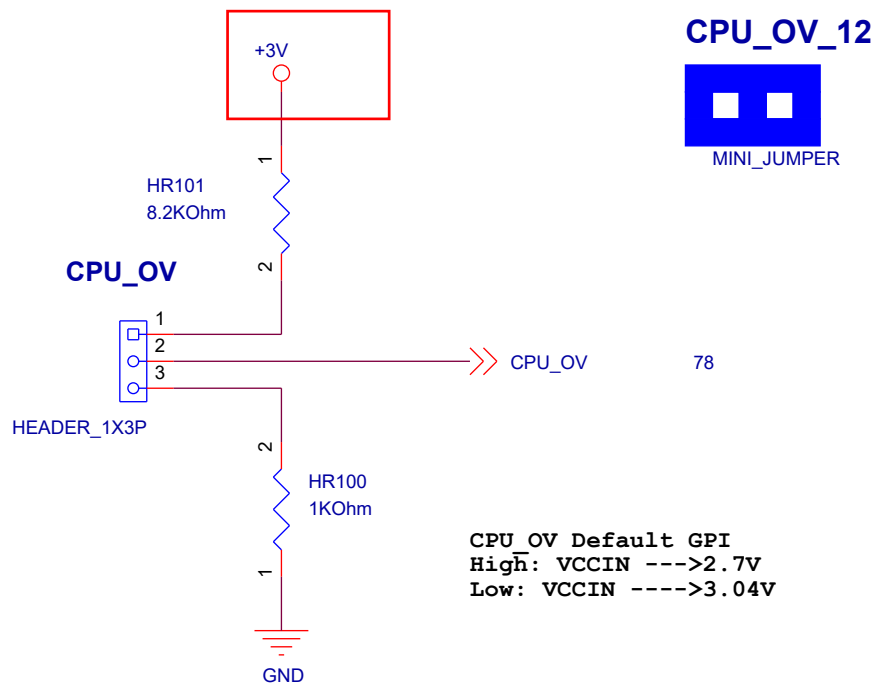 CPU_OV_12
MINI_JUMPER
+3V
1
HR101
8.2KOhm
2
CPU_OV
1
2
3
HEADER_1X3P
CPU_OV 78
2
HR100
1KOhm
1
GND
CPU_OV Default GPI
High: VCCIN --->2.7V
Low: VCCIN ---->3.04V